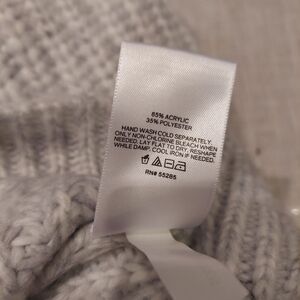 65% ACRYLIC
35% POLYESTER
HAND WASH COLD SEPARATELY
ONLY NON-CHLORINE BLEACH WHEN
NEEDED. LAY FLAT TO DRY, RESHAPE
WHILE DAMP. COOL IRON IF NEEDED.
RN# 55285